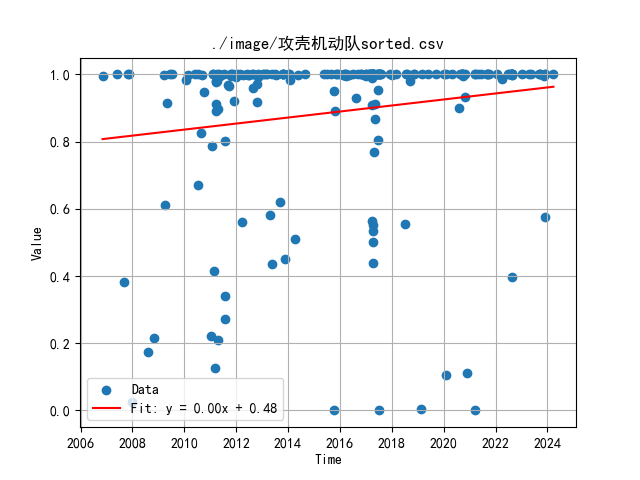 ./image/攻壳机动队sorted.csv
1.0
0.8
0.6
0.4
0.2
0.0
Value
Data
Fit: y = 0.00x + 0.48
2006 2008 2010 2012 2014 2016 2018 2020 2022 2024
Time